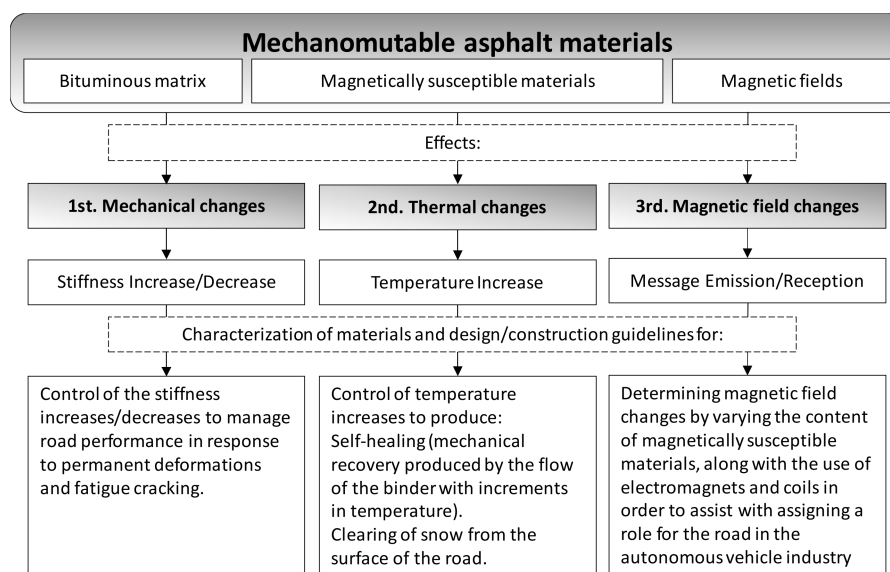 Mechanomutable asphalt materials
Bituminous matrix
Magnetically susceptible materials
Magnetic fields
Effects:
1st. Mechanical changes
2nd. Thermal changes
3rd. Magnetic field changes
Stiffness Increase/Decrease
Temperature Increase
Message Emission/Reception
Characterization of materials and design/construction guidelines for:
Control of the stiffness
increases/decreases to manage
road performance in response
to permanent deformations
and fatigue cracking.
Control of temperature
increases to produce:
Self-healing (mechanical
recovery produced by the flow
of the binder with increments
in temperature).
Clearing of snow from the
surface of the road.
Determining magnetic field
changes by varying the content
of magnetically susceptible
materials, along with the use of
electromagnets and coils in
order to assist with assigning a
role for the road in the
autonomous vehicle industry